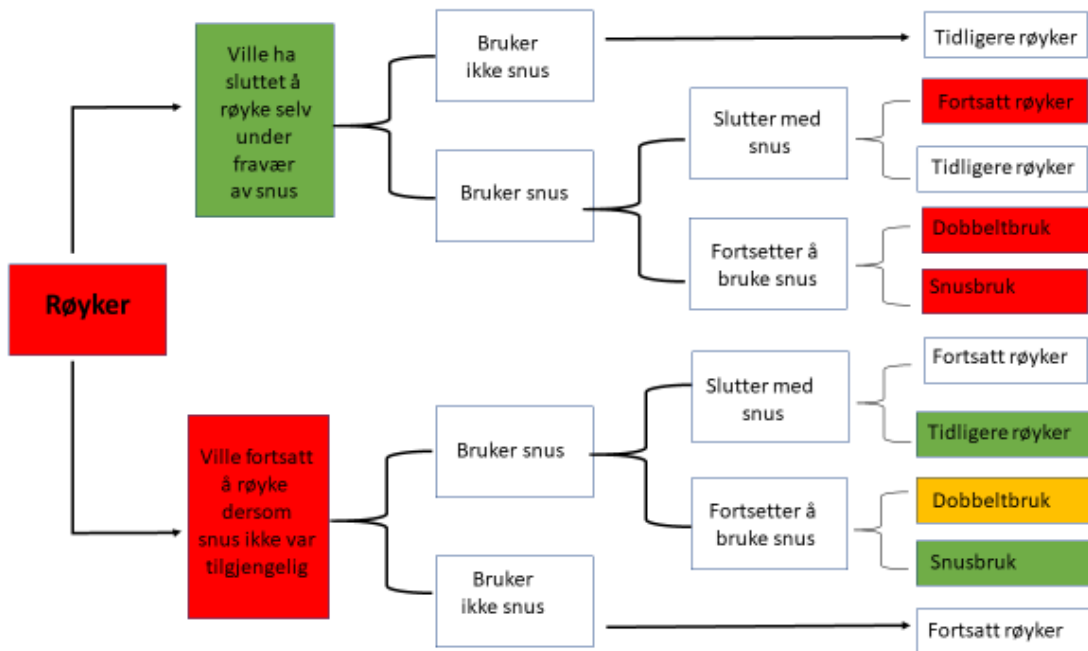 Røyker
Ville ha
sluttet å
røyke selv
under
fravær
av snus
Bruker
ikke snus
Tidligere røyker
Bruker snus
Slutter med
snus
Fortsatt røyker
Tidligere røyker
Fortsetter å
bruke snus
Dobbeltbruk
Snusbruk
Ville fortsatt
å røyke
dersom
snus ikke var
tilgjengelig
Bruker snus
Slutter med
snus
Fortsatt røyker
Tidligere røyker
Fortsetter å
bruke snus
Dobbeltbruk
Snusbruk
Bruker
ikke snus
Fortsatt røyker